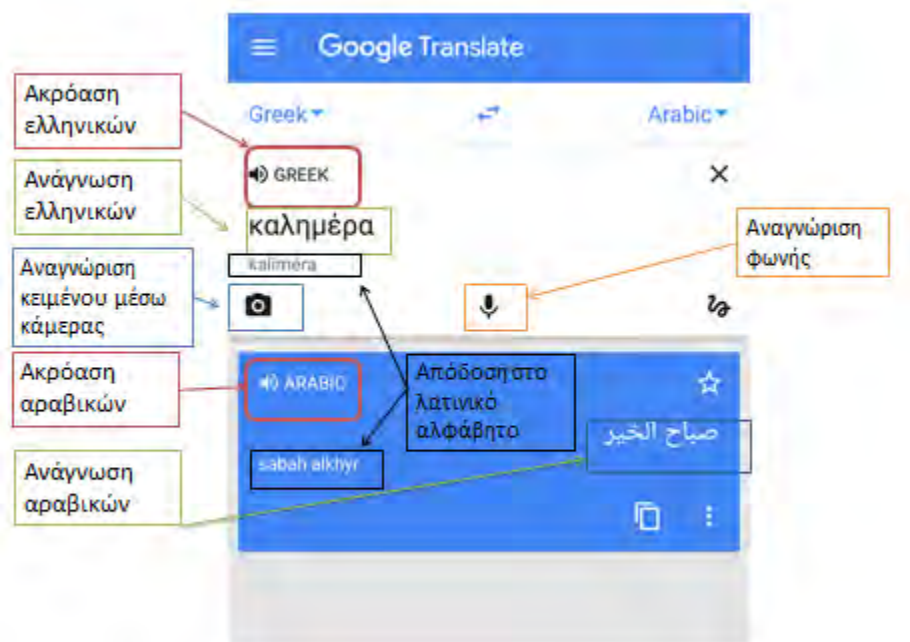 Google Translate
Greek
Arabic
Ακρόαση
ελληνικών
GREEK
Ανάγνωση
ελληνικών
καλημέρα
kaliméra
Αναγνώριση
φωνής
Αναγνώριση
κειμένου μέσω
κάμερας
Ακρόαση
αραβικών
ARABIC
Απόδοση στο
λατινικό
αλφάβητο
صباح الخير
sabah alkhyr
Ανάγνωση
αραβικών